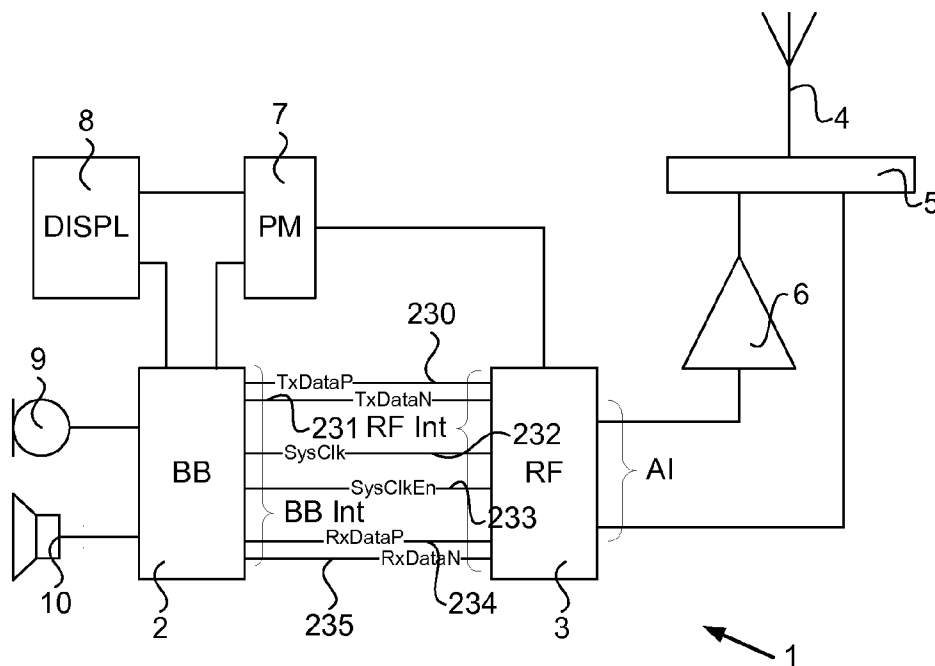 4
8
7
5
DISPL
PM
6
230
9
TxDataP
TxDataN
231
RF Int
232
SysClk
BB
RF
AI
SysClkEn
BB Int
233
RxDataP
RxDataN
10
2
235
234
3
1